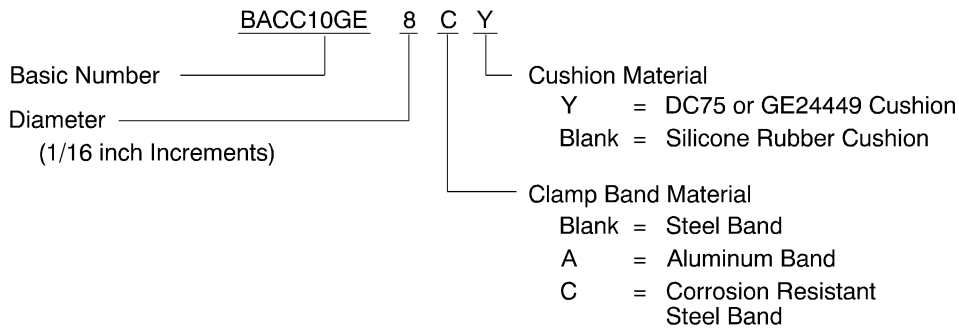 BACC10GE 8 C Y
Basic Number
Diameter
(1/16 inch Increments)
Cushion Material
Y = DC75 or GE24449 Cushion
Blank = Silicone Rubber Cushion
Clamp Band Material
Blank = Steel Band
A = Aluminum Band
C = Corrosion Resistant
Steel Band